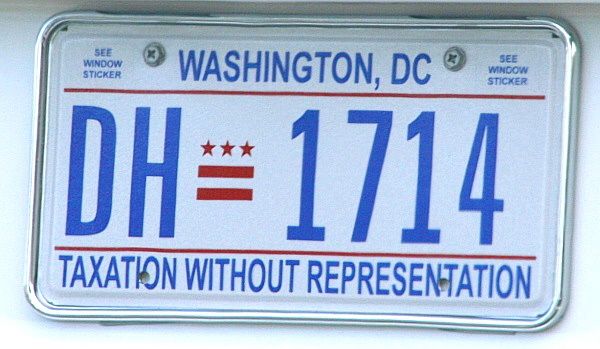 SEE
WINDOW
STICKER
WASHINGTON, DC
SEE
WINDOW
STICKER
DH 1714
TAXATION WITHOUT REPRESENTATION